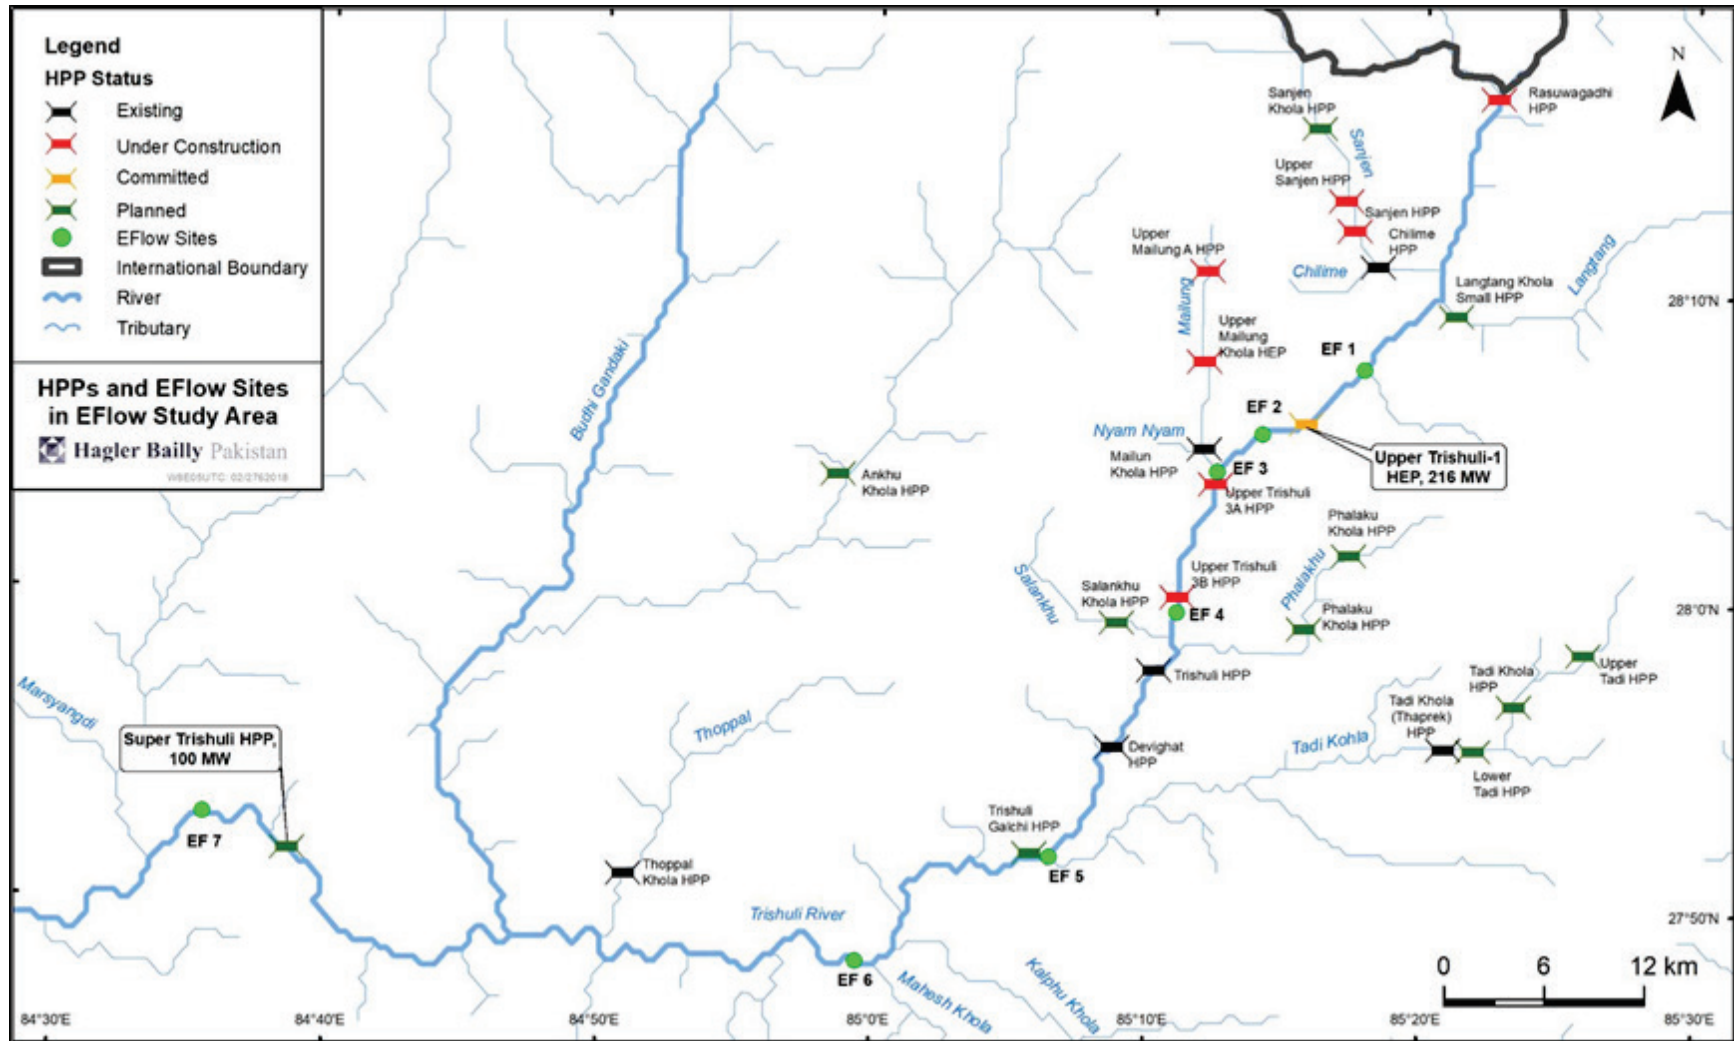 Legend
HPP Status
Existing
Under Construction
Committed
Planned
EFlow Sites
International Boundary
River
Tributary
HPPs and EFlow Sites
in EFlow Study Area
Hagler Bailly Pakistan
N
Sanjen
Khola HPP
Rasuwagadhi
HPP
Sanjen
Upper
Sanjen HPP
Sanjen HPP
Chilime
HPP
Chilime
Upper
Mailung A HPP
Mailung
Upper
Mailung
Khola HEP
Langtang
Langtang Khola
Small HPP
28°10'N
EF 1
EF 2
Nyam Nyam
Mailun
Khola HPP
EF 3
Upper Trishuli-1
HEP, 216 MW
Upper Trishuli
3A HPP
Budhi Gandaki
Ankhu
Khola HPP
Phalaku
Khola HPP
Phalakhu
Upper Trishuli
3B HPP
Salankhu
Salankhu
Khola HPP
EF 4
Phalaku
Khola HPP
28°0'N
Trishuli HPP
Upper
Tadi HPP
Tadi Khola
HPP
Tadi Khola
(Thaprek)
HPP
Tadi Kohla
Lower
Tadi HPP
Marsyangdi
Super Trishuli HPP,
100 MW
Thoppal
Devighat
HPP
Trishuli
Galchi HPP
EF 7
EF 5
Thoppal
Khola HPP
Trishuli River
27°50'N
EF 6
Mahesh Khola
Kalphu Khola
0 6 12 km
84°30'E 84°40'E 84°50'E 85°0'E 85°10'E 85°20'E 85°30'E